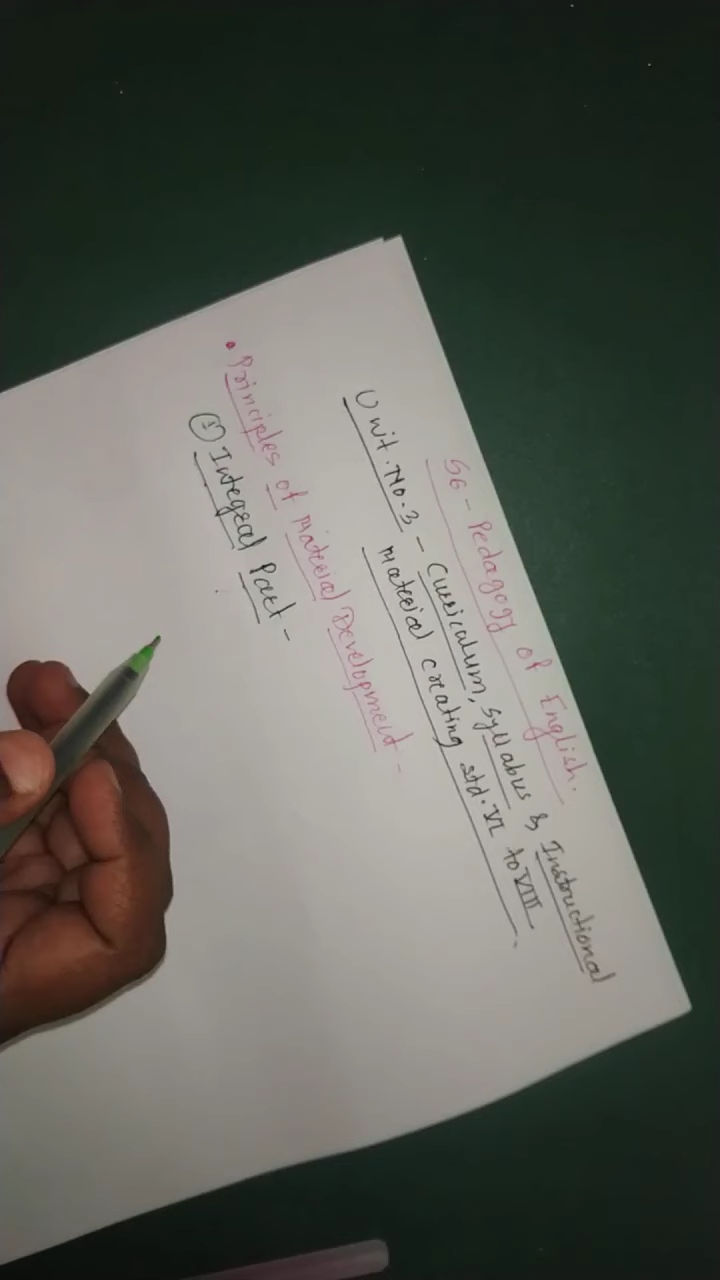 56 - Pedagogy of English.
Unit.No.3 - Curriculum, Syllabus & Instructional
Material creating std.VI to VIII
• Principles of Material Development -
① Integral Part -